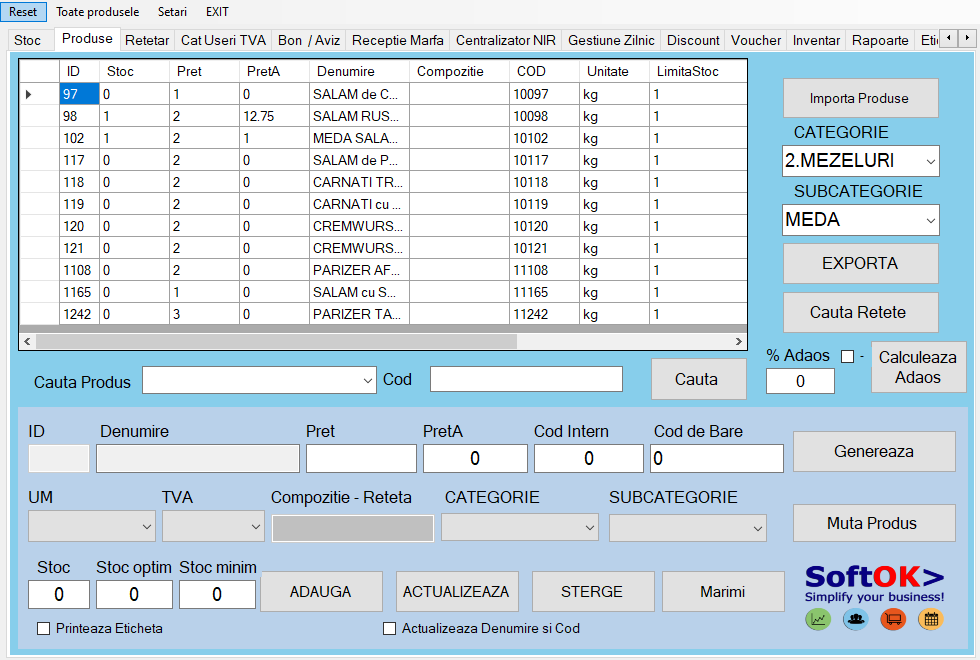 Reset Toate produsele Setari EXIT
Stoc Produse Retetar Cat Useri TVA Bon / Aviz Receptie Marfa Centralizator NIR Gestiune Zilnic Discount Voucher Inventar Rapoarte Etic
ID Stoc Pret PretA Denumire Compozitie COD Unitate LimitaStoc
97 0 1 0 SALAM de C... 10097 kg 1
98 1 2 12.75 SALAM RUS... 10098 kg 1
102 1 2 1 MEDA SALA... 10102 kg 1
117 0 2 0 SALAM de P... 10117 kg 1
118 0 2 0 CARNATI TR... 10118 kg 1
119 0 2 0 CARNATI cu ... 10119 kg 1
120 0 2 0 CREMWURS... 10120 kg 1
121 0 2 0 CREMWURS... 10121 kg 1
1108 0 2 0 PARIZER AF... 11108 kg 1
1165 0 1 0 SALAM cu S... 11165 kg 1
1242 0 3 0 PARIZER TA... 11242 kg 1
Importa Produse
CATEGORIE
2.MEZELURI
SUBCATEGORIE
MEDA
EXPORTA
Cauta Retete
% Adaos -
0
Calculeaza
Adaos
Cauta Produs Cod Cauta
ID Denumire Pret PretA Cod Intern Cod de Bare
0 0 0
Genereaza
UM TVA Compozitie - Reteta CATEGORIE SUBCATEGORIE
Muta Produs
Stoc Stoc optim Stoc minim
0 0 0
ADAUGA ACTUALIZEAZA STERGE Marimi
Printeaza Eticheta Actualizeaza Denumire si Cod
SoftOK>
Simplify your business!